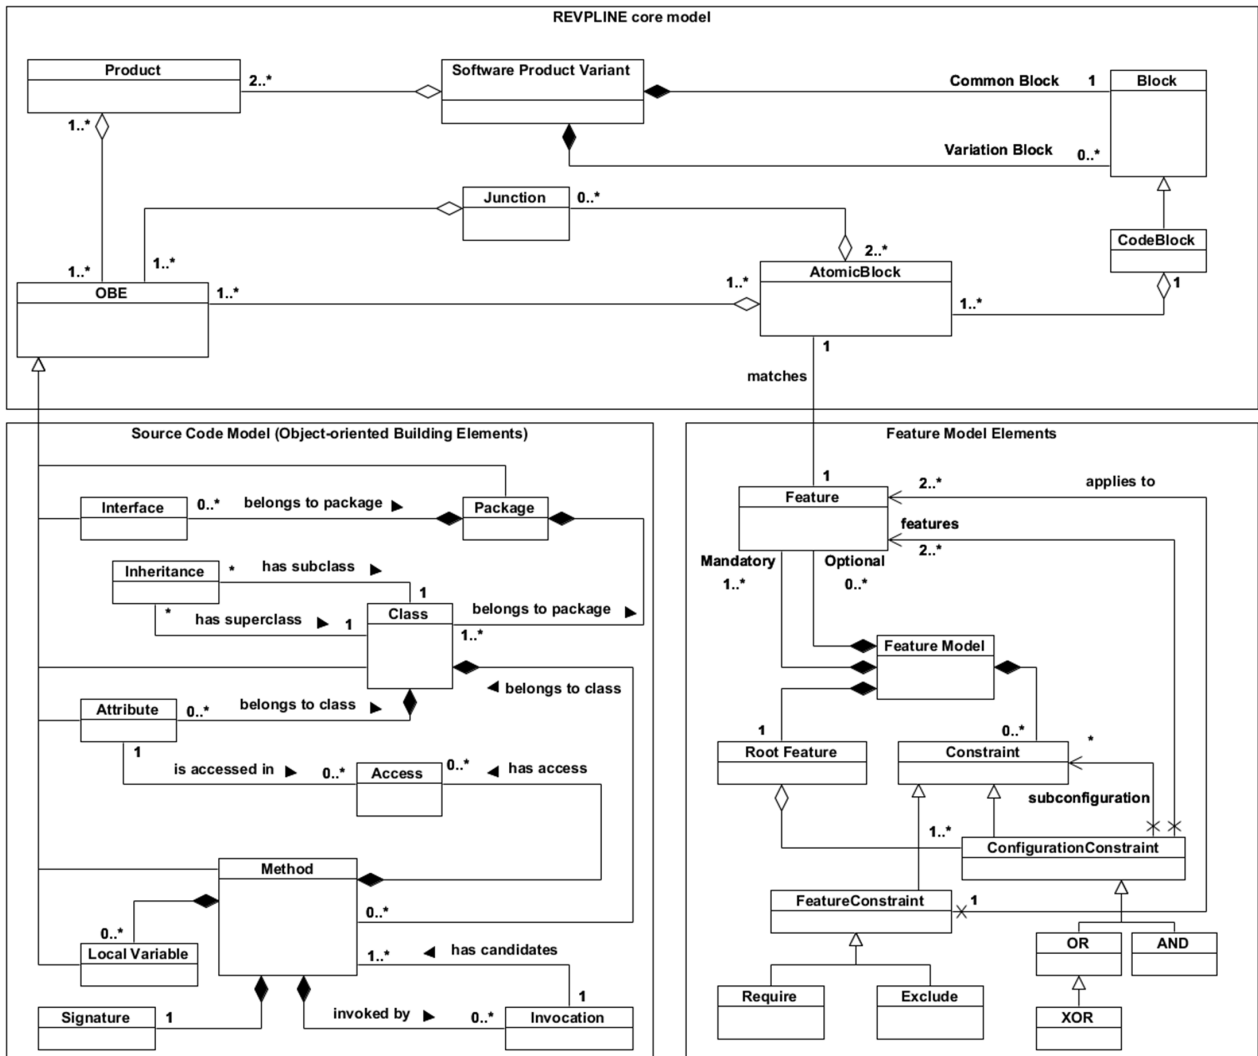 REVPLINE core model
Product
2..*
Software Product Variant
Common Block
1
Block
1..*
Variation Block
0..*
Junction
0..*
CodeBlock
1..*
1..*
2..*
AtomicBlock
1
OBE
1..*
1..*
1..*
1
matches
Source Code Model (Object-oriented Building Elements)
Feature Model Elements
1
Feature
2..*
applies to
Interface
0..*
belongs to package
Package
features
2..*
Mandatory
1..*
Optional
0..*
Inheritance
*
has subclass
1
*
has superclass
1
Class
belongs to package
1..*
Feature Model
belongs to class
Attribute
0..*
belongs to class
1
1
Root Feature
0..*
Constraint
*
is accessed in
0..*
Access
0..*
has access
subconfiguration
1..*
ConfigurationConstraint
Method
FeatureConstraint
1
0..*
0..*
Local Variable
1..*
has candidates
OR
AND
Require
Exclude
Signature
1
invoked by
0..*
1
Invocation
XOR